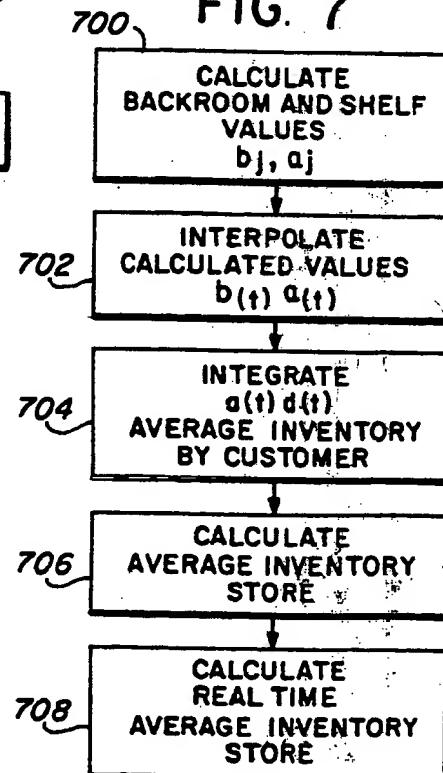 FIG. 7
700
CALCULATE
BACKROOM AND SHELF
VALUES
bj, aj
702
INTERPOLATE
CALCULATED VALUES
b(t) a(t)
704
INTEGRATE
a(t) d(t)
AVERAGE INVENTORY
BY CUSTOMER
706
CALCULATE
AVERAGE INVENTORY
STORE
708
CALCULATE
REAL TIME
AVERAGE INVENTORY
STORE